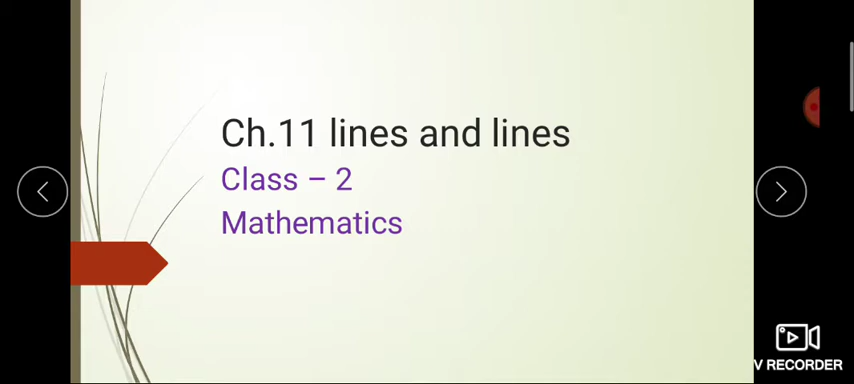 Ch.11 lines and lines
Class – 2
Mathematics
V RECORDER